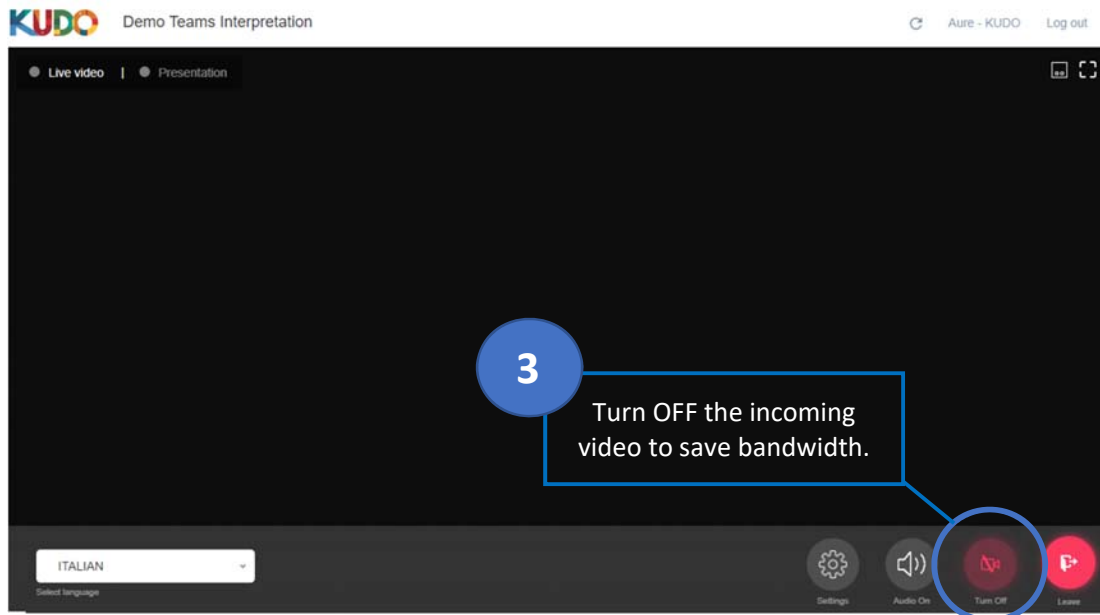 KUDO Demo Teams Interpretation Aure - KUDO Log out
Live video | Presentation
3
Turn OFF the incoming
video to save bandwidth.
ITALIAN
Select language
Settings Audio On Turn Off Leave